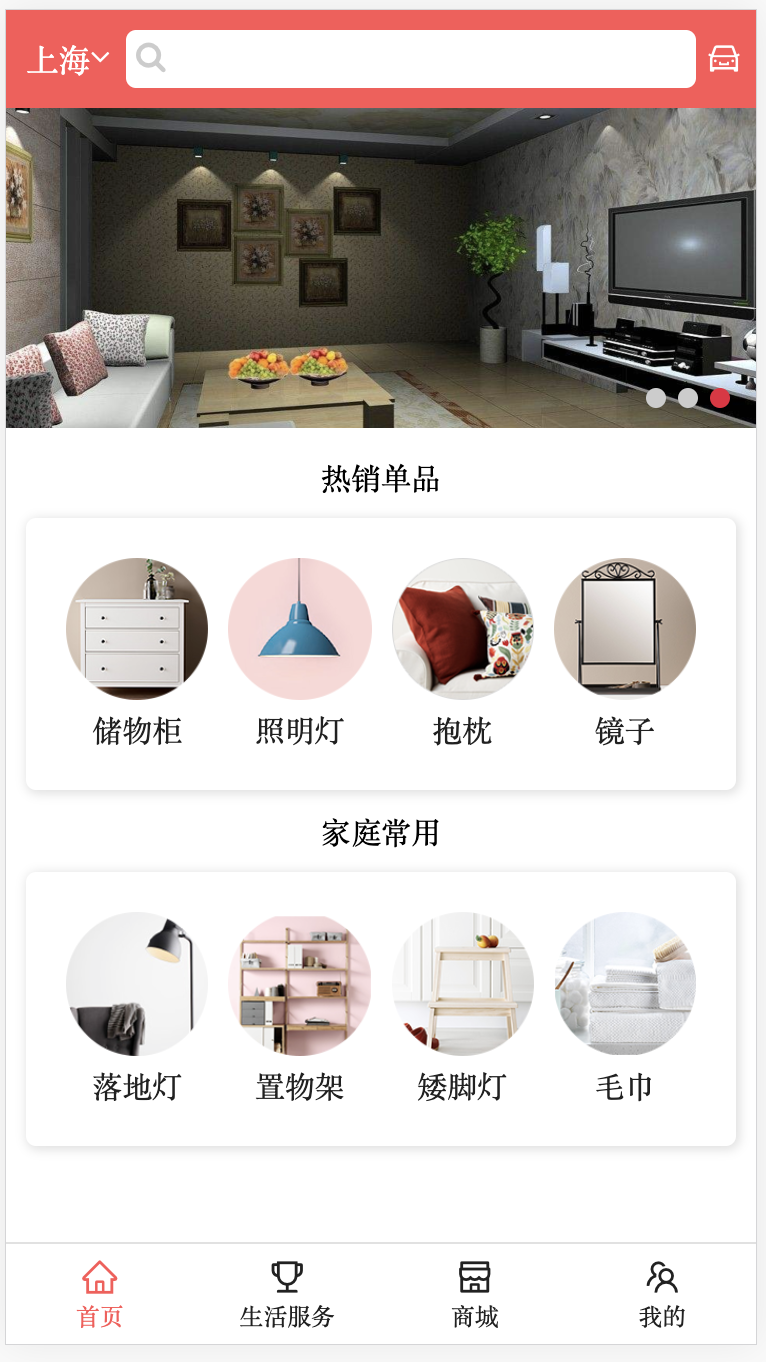 上海
热销单品
储物柜 照明灯 抱枕 镜子
家庭常用
落地灯 置物架 矮脚灯 毛巾
首页 生活服务 商城 我的